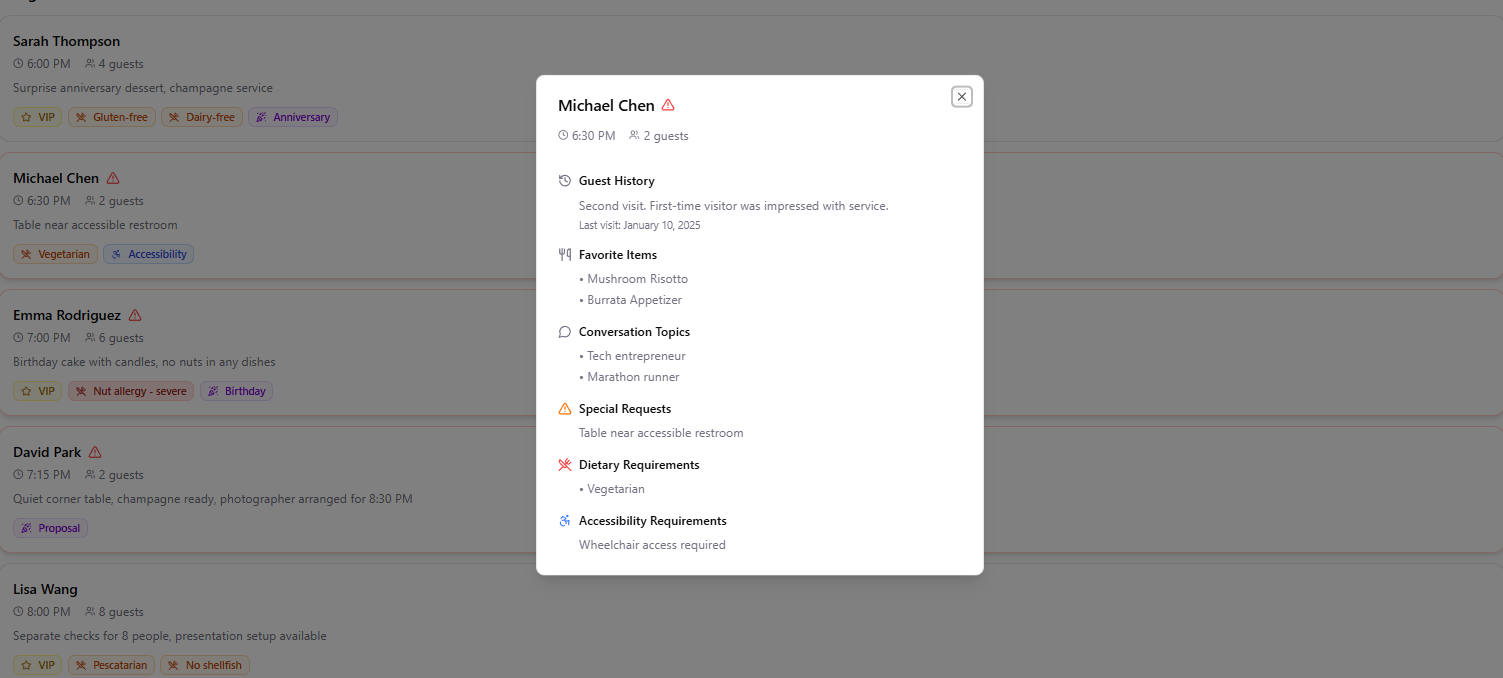 Sarah Thompson
6:00 PM 4 guests
Surprise anniversary dessert, champagne service
VIP Gluten-free Dairy-free Anniversary
Michael Chen
6:30 PM 2 guests
Table near accessible restroom
Vegetarian Accessibility
Emma Rodriguez
7:00 PM 6 guests
Birthday cake with candles, no nuts in any dishes
VIP Nut allergy - severe Birthday
David Park
7:15 PM 2 guests
Quiet corner table, champagne ready, photographer arranged for 8:30 PM
Proposal
Lisa Wang
8:00 PM 8 guests
Separate checks for 8 people, presentation setup available
VIP Pescatarian No shellfish
Michael Chen
6:30 PM 2 guests
Guest History
Second visit. First-time visitor was impressed with service.
Last visit: January 10, 2025
Favorite Items
• Mushroom Risotto
• Burrata Appetizer
Conversation Topics
• Tech entrepreneur
• Marathon runner
Special Requests
Table near accessible restroom
Dietary Requirements
• Vegetarian
Accessibility Requirements
Wheelchair access required